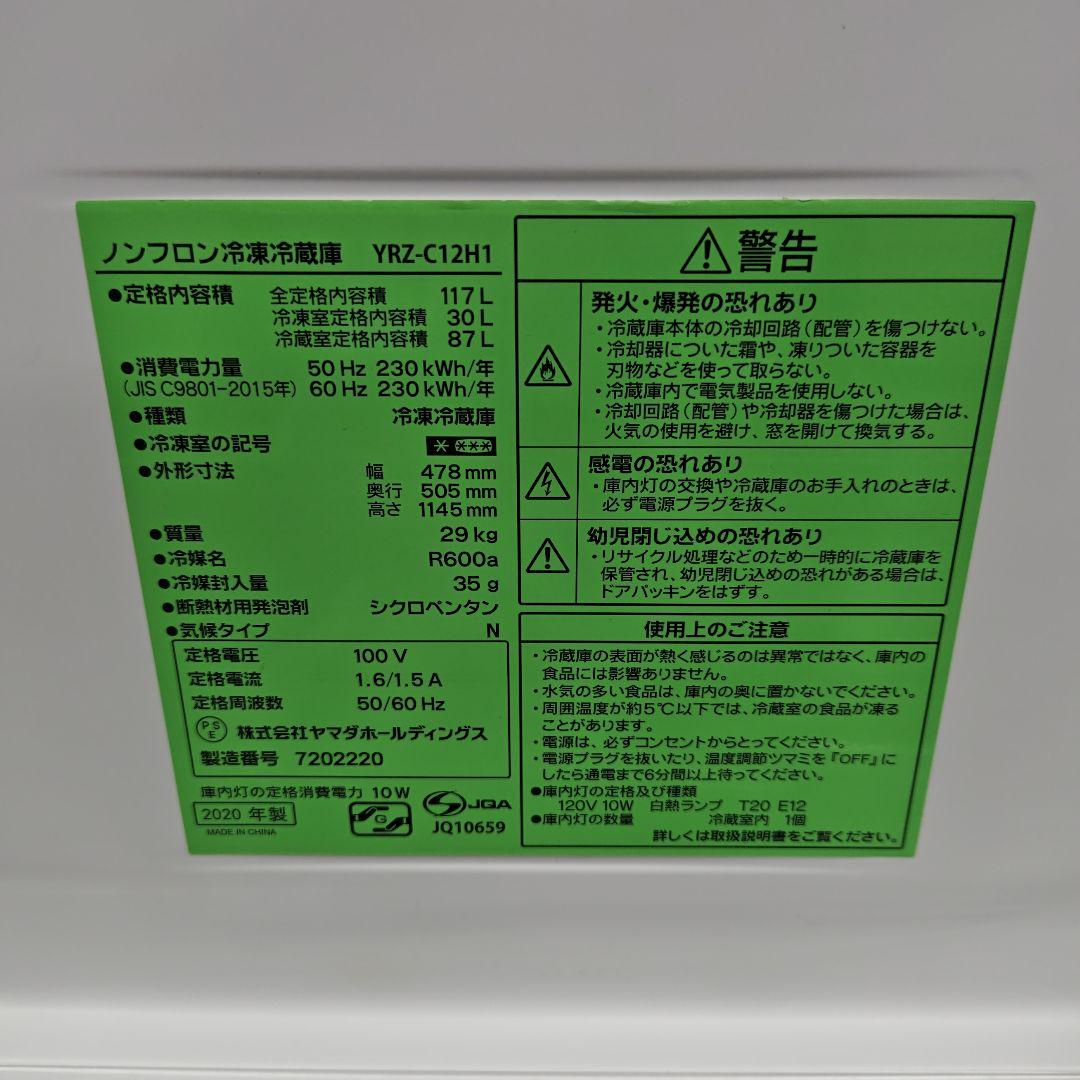 ノンフロン冷凍冷蔵庫 YRZ-C12H1
●定格内容積 全定格内容積 117 L
冷凍室定格内容積 30 L
冷蔵室定格内容積 87 L
●消費電力量 50 Hz 230 kWh/年
(JIS C9801-2015年) 60 Hz 230 kWh/年
●種類 冷凍冷蔵庫
●冷凍室の記号
●外形寸法 幅 478 mm
奥行 505 mm
高さ 1145 mm
●質量 29 kg
●冷媒名 R600a
●冷媒封入量 35 g
●断熱材用発泡剤 シクロペンタン
●気候タイプ N
定格電圧 100 V
定格電流 1.6/1.5 A
定格周波数 50/60 Hz
PSE 株式会社ヤマダホールディングス
製造番号 7202220
庫内灯の定格消費電力 10 W
2020 年製
MADE IN CHINA
G
JQA
JQ10659
警告
発火・爆発の恐れあり
・冷蔵庫本体の冷却回路(配管)を傷つけない。
・冷却器についた霜や、凍りついた容器を
刃物などを使って取らない。
・冷蔵庫内で電気製品を使用しない。
・冷却回路(配管)や冷却器を傷つけた場合は、
火気の使用を避け、窓を開けて換気する。
感電の恐れあり
・庫内灯の交換や冷蔵庫のお手入れのときは、
必ず電源プラグを抜く。
幼児閉じ込めの恐れあり
・リサイクル処理などのため一時的に冷蔵庫を
保管され、幼児閉じ込めの恐れがある場合は、
ドアパッキンをはずす。
使用上のご注意
・冷蔵庫の表面が熱く感じるのは異常ではなく、庫内の
食品には影響ありません。
・水気の多い食品は、庫内の奥に置かないでください。
・周囲温度が約5℃以下では、冷蔵室の食品が凍る
ことがあります。
・電源は、必ずコンセントからとってください。
・電源プラグを抜いたり、温度調節ツマミを『OFF』に
したら通電まで6分間以上待ってください。
●庫内灯の定格及び種類
120V 10W 白熱ランプ T20 E12
●庫内灯の数量 冷蔵室内 1個
詳しくは取扱説明書をご覧ください。